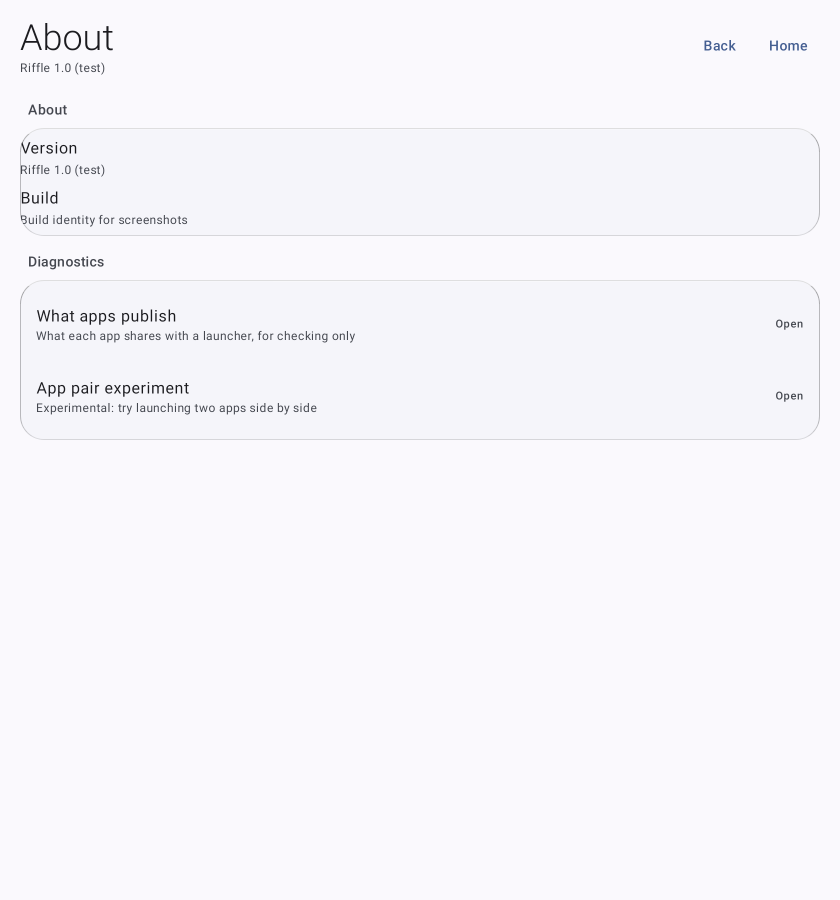 About
Riffle 1.0 (test)
Back
Home
About
Version
Riffle 1.0 (test)
Build
Build identity for screenshots
Diagnostics
What apps publish
What each app shares with a launcher, for checking only
Open
App pair experiment
Experimental: try launching two apps side by side
Open